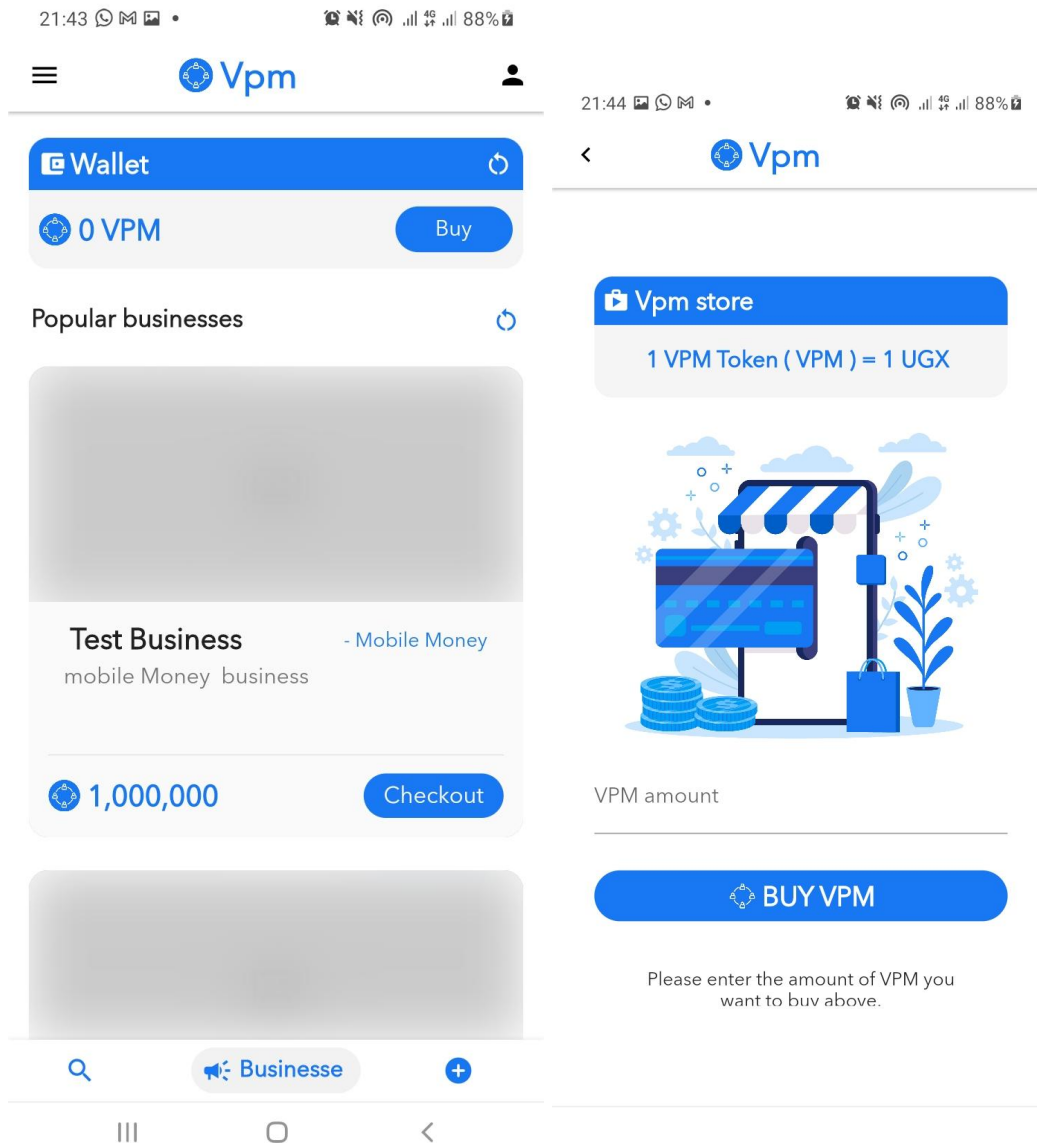 21:43
4G
88%
Vpm
Wallet
0 VPM
Buy
Popular businesses
Test Business
- Mobile Money
mobile Money business
1,000,000
Checkout
Businesse
21:44
4G
88%
Vpm
Vpm store
1 VPM Token ( VPM ) = 1 UGX
VPM amount
BUY VPM
Please enter the amount of VPM you
want to buy above.